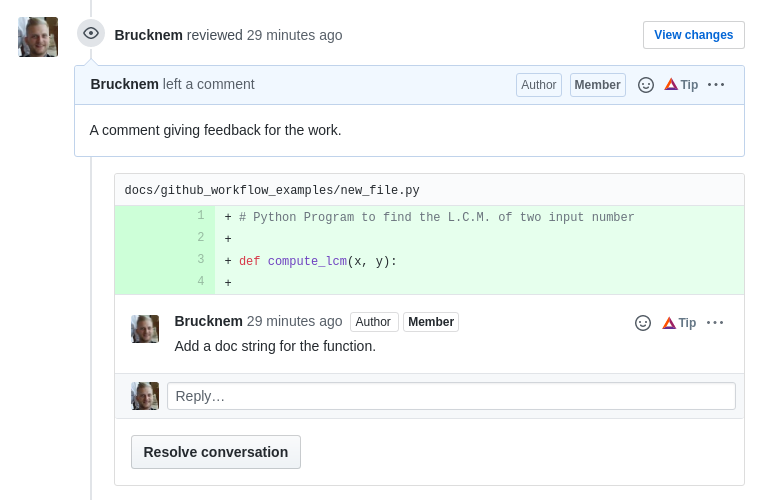 Brucknem reviewed 29 minutes ago
View changes
Brucknem left a comment
Author Member Tip
A comment giving feedback for the work.
docs/github_workflow_examples/new_file.py
1 + # Python Program to find the L.C.M. of two input number
2 +
3 + def compute_lcm(x, y):
4 +
Brucknem 29 minutes ago Author Member Tip
Add a doc string for the function.
Reply…
Resolve conversation